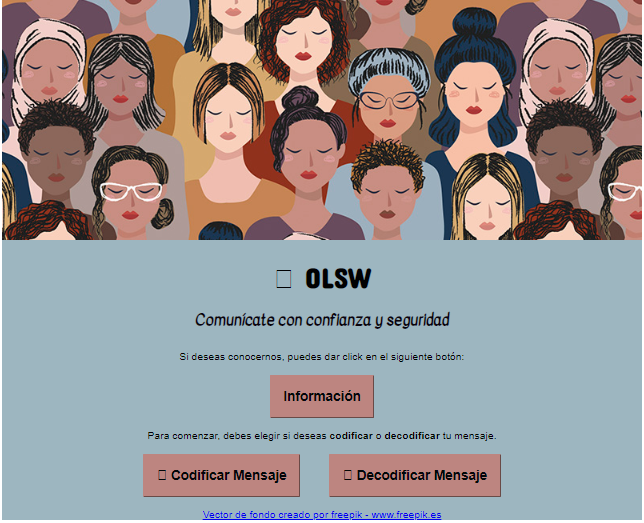 OLSW
Comunícate con confianza y seguridad
Si deseas conocernos, puedes dar click en el siguiente botón:
Información
Para comenzar, debes elegir si deseas codificar o decodificar tu mensaje.
Codificar Mensaje
Decodificar Mensaje
Vector de fondo creado por freepik - www.freepik.es